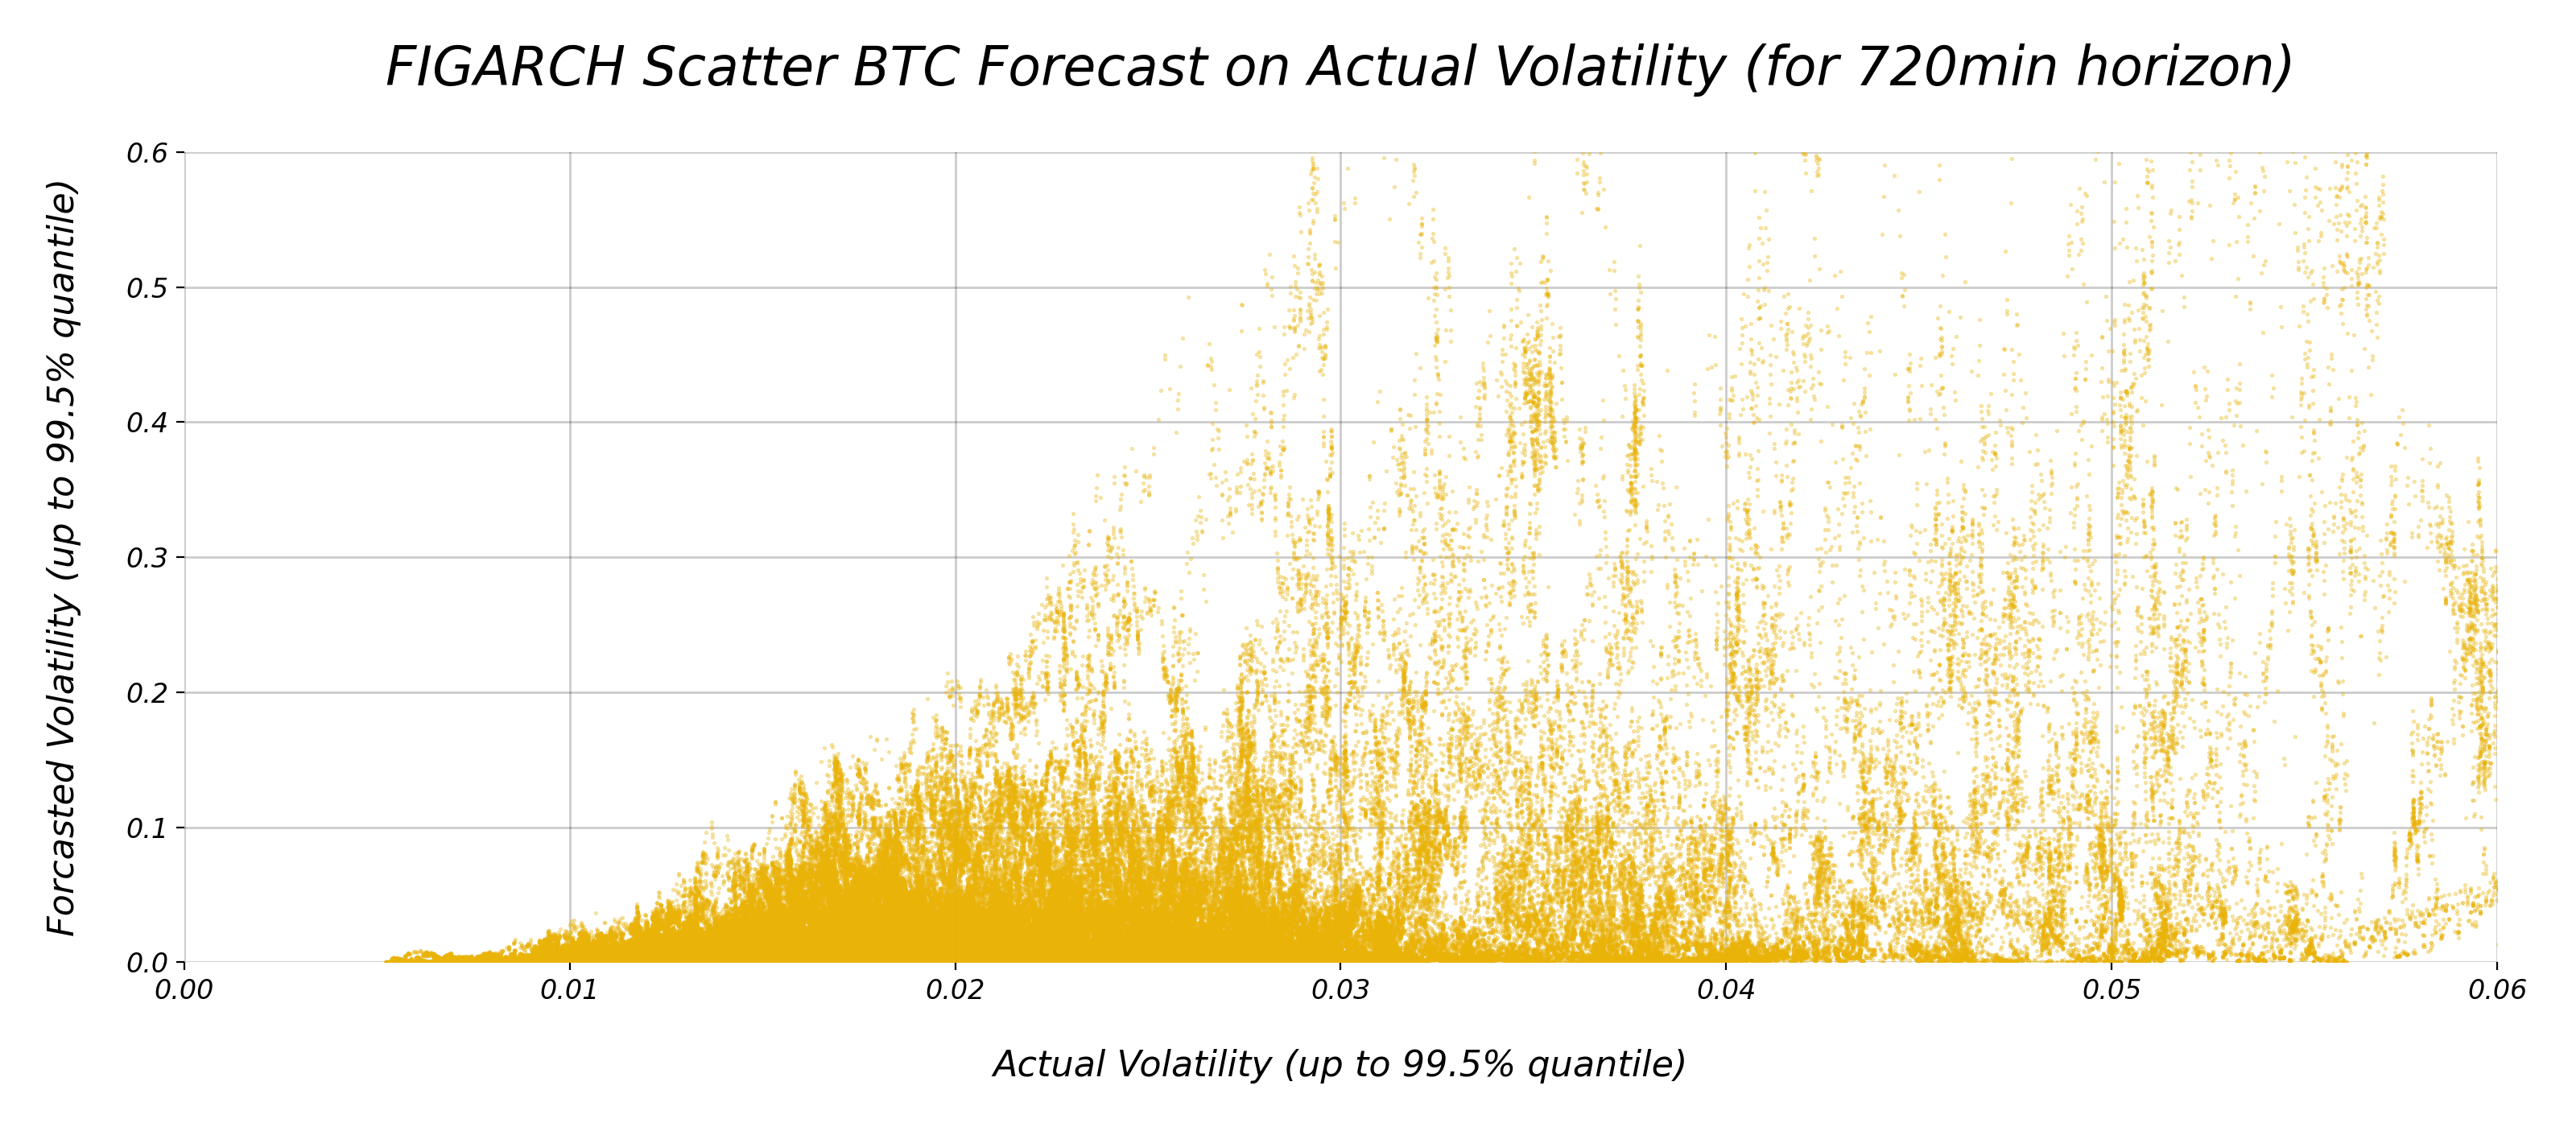 FIGARCH Scatter BTC Forecast on Actual Volatility (for 720min horizon)
Forcasted Volatility (up to 99.5% quantile)
0.6
0.5
0.4
0.3
0.2
0.1
0.0
0.00 0.01 0.02 0.03 0.04 0.05 0.06
Actual Volatility (up to 99.5% quantile)